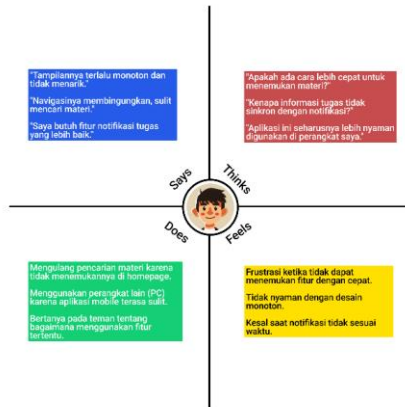 "Tampilannya terlalu monoton dan
tidak menarik."
"Navigasinya membingungkan, sulit
mencari materi."
"Saya butuh fitur notifikasi tugas
yang lebih baik."
"Apakah ada cara lebih cepat untuk
menemukan materi?"
"Kenapa informasi tugas tidak
sinkron dengan notifikasi?"
"Aplikasi ini seharusnya lebih nyaman
digunakan di perangkat saya."
Says
Thinks
Does
Feels
Mengulang pencarian materi karena
tidak menemukannya di homepage.
Menggunakan perangkat lain (PC)
karena aplikasi mobile terasa sulit.
Bertanya pada teman tentang
bagaimana menggunakan fitur
tertentu.
Frustrasi ketika tidak dapat
menemukan fitur dengan cepat.
Tidak nyaman dengan desain
monoton.
Kesal saat notifikasi tidak sesuai
waktu.